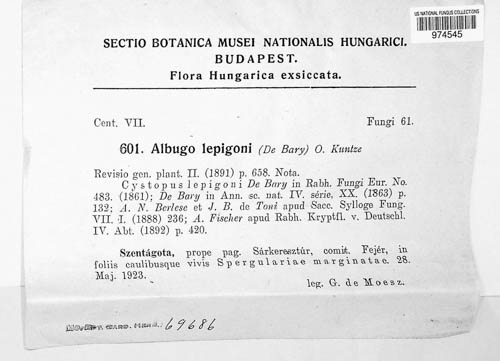 US NATIONAL FUNGUS COLLECTIONS
974545
SECTIO BOTANICA MUSEI NATIONALIS HUNGARICI.
BUDAPEST.
Flora Hungarica exsiccata.
Cent. VII. Fungi 61.
601. Albugo lepigoni (De Bary) O. Kuntze
Revisio gen. plant. II. (1891) p. 658. Nota.
Cystopus lepigoni De Bary in Rabh. Fungi Eur. No.
483. (1861); De Bary in Ann. sc. nat. IV. série. XX. (1863) p.
132; A. N. Berlese et J. B. de Toni apud Sacc. Sylloge Fung.
VII. I. (1888) 236; A. Fischer apud Rabh. Kryptfl. v. Deutschl.
IV. Abt. (1892) p. 420.
Szentágota, prope pag. Sárkeresztúr, comit. Fejér, in
foliis caulibusque vivis Spergulariae marginatae. 28.
Maj. 1923.
leg. G. de Moesz.
69686